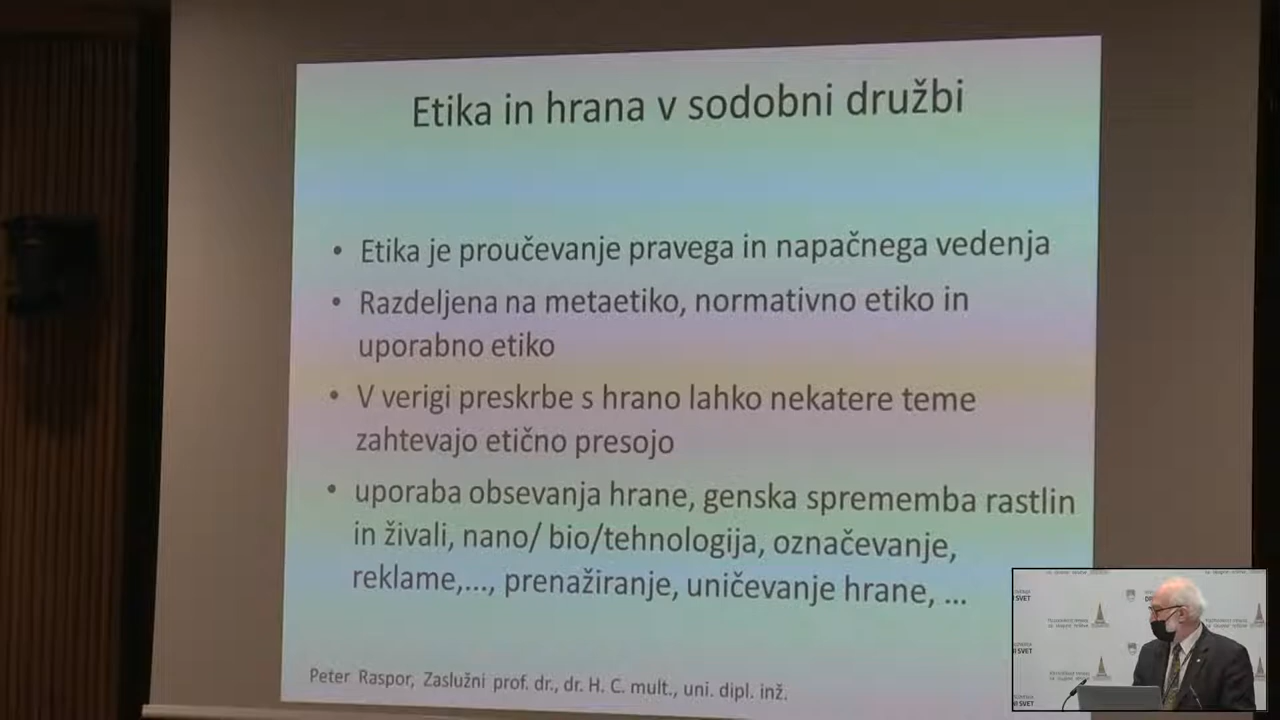 Etika in hrana v sodobni družbi
• Etika je proučevanje pravega in napačnega vedenja
• Razdeljena na metaetiko, normativno etiko in
uporabno etiko
• V verigi preskrbe s hrano lahko nekatere teme
zahtevajo etično presojo
• uporaba obsevanja hrane, genska sprememba rastlin
in živali, nano/ bio/tehnologija, označevanje,
reklame,..., prenažiranje, uničevanje hrane, ...
Peter Raspor, Zaslužni prof. dr., dr. H. C. mult., uni. dipl. inž.